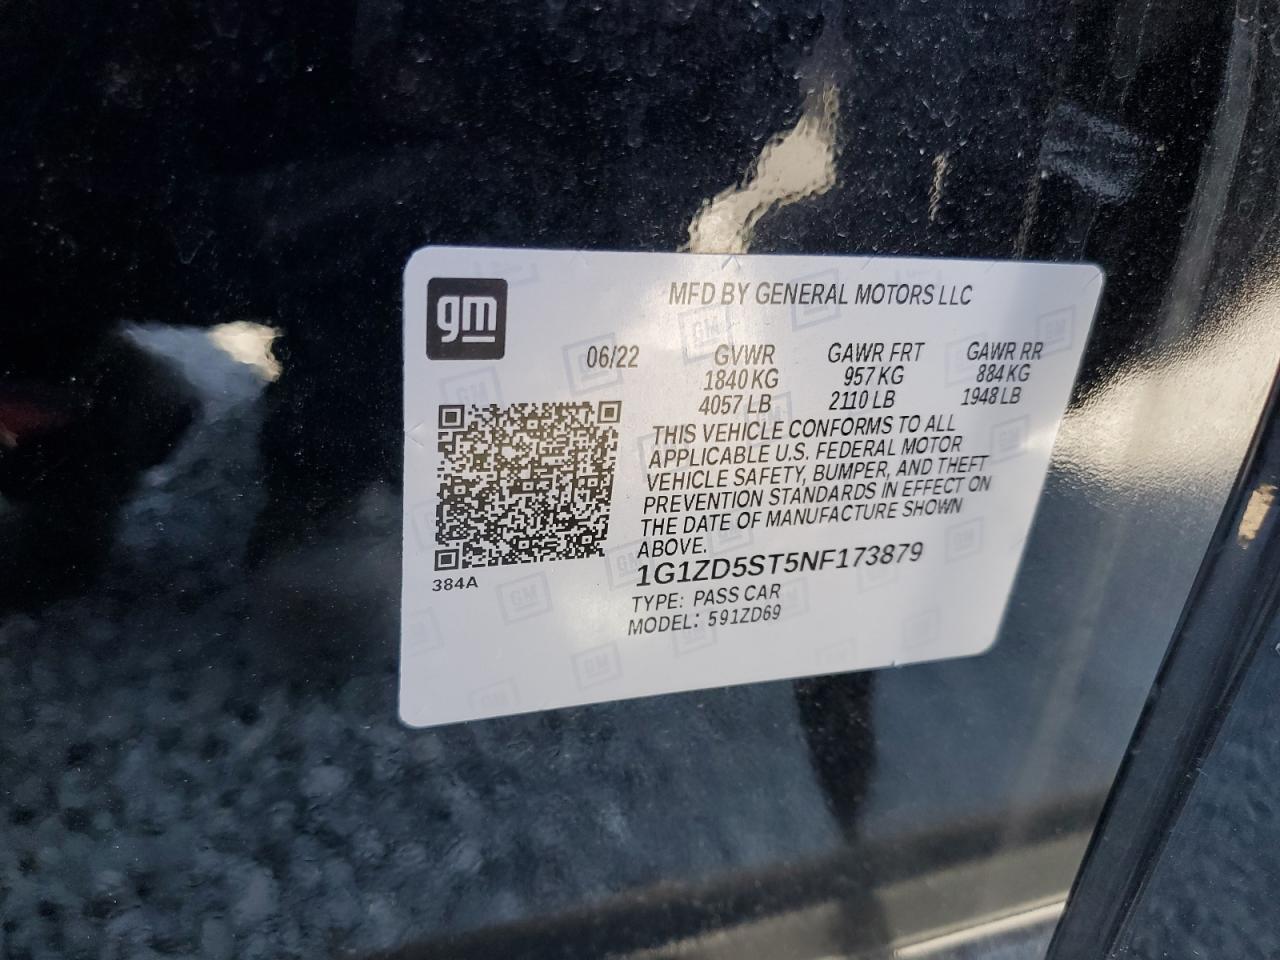 gm
MFD BY GENERAL MOTORS LLC
06/22 GVWR GAWR FRT GAWR RR
1840 KG 957 KG 884 KG
4057 LB 2110 LB 1948 LB
THIS VEHICLE CONFORMS TO ALL
APPLICABLE U.S. FEDERAL MOTOR
VEHICLE SAFETY, BUMPER, AND THEFT
PREVENTION STANDARDS IN EFFECT ON
THE DATE OF MANUFACTURE SHOWN
ABOVE.
384A
1G1ZD5ST5NF173879
TYPE: PASS CAR
MODEL: 591ZD69